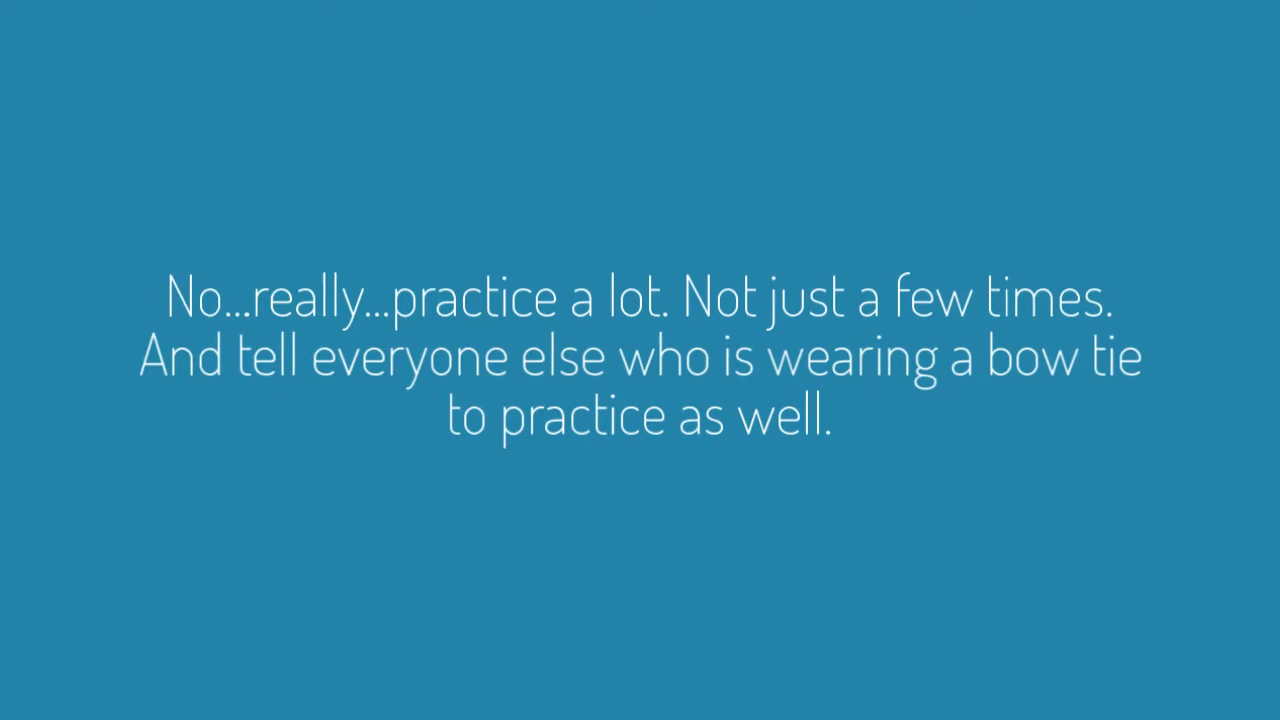 No...really...practice a lot. Not just a few times.
And tell everyone else who is wearing a bow tie
to practice as well.